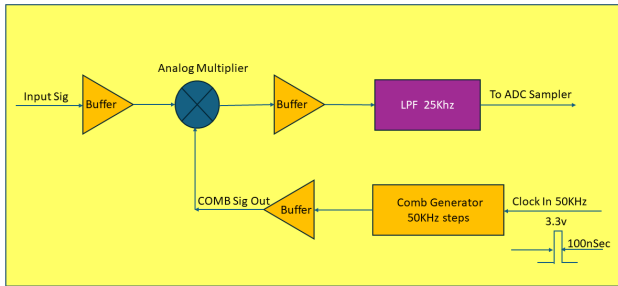 Analog Multiplier
Input Sig
Buffer
Buffer
LPF 25Khz
To ADC Sampler
COMB Sig Out
Buffer
Comb Generator
50KHz steps
Clock In 50KHz
3.3v
100nSec